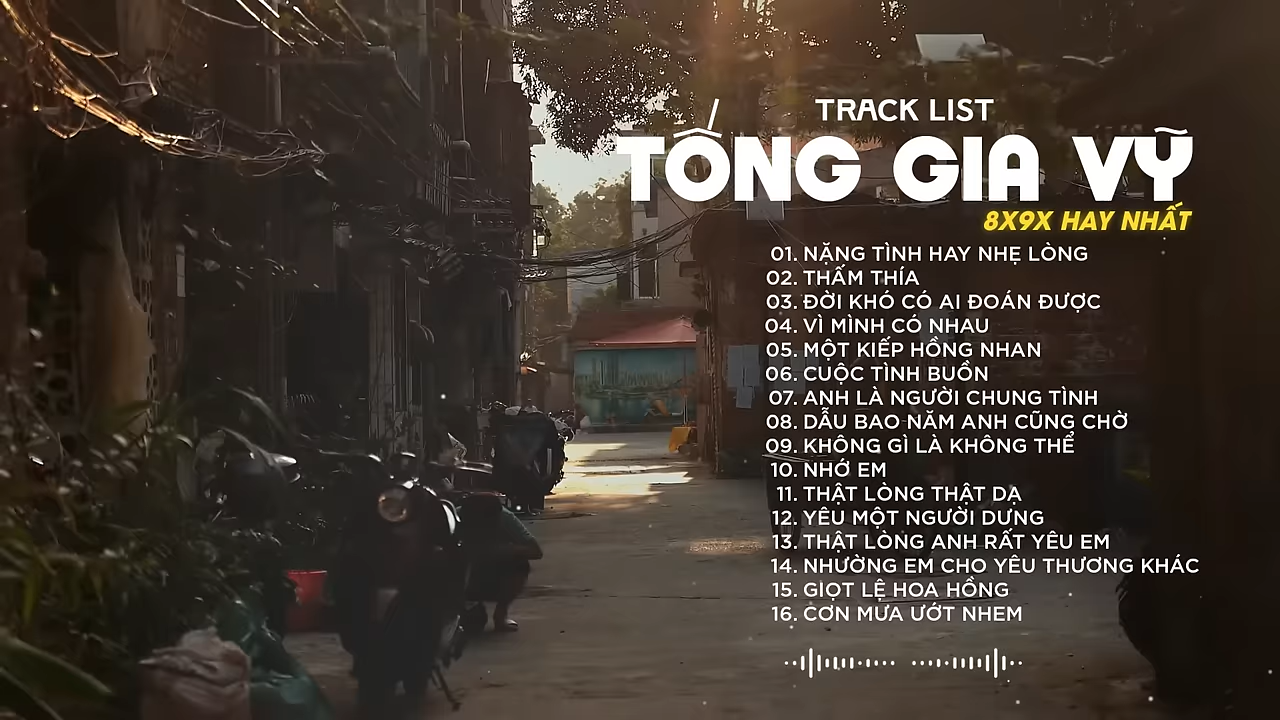 TRACK LIST
TỐNG GIA VỸ
8X9X HAY NHẤT
01. NẶNG TÌNH HAY NHẸ LÒNG
02. THẤM THÍA
03. ĐỜI KHÓ CÓ AI ĐOÁN ĐƯỢC
04. VÌ MÌNH CÓ NHAU
05. MỘT KIẾP HỒNG NHAN
06. CUỘC TÌNH BUỒN
07. ANH LÀ NGƯỜI CHUNG TÌNH
08. DẪU BAO NĂM ANH CŨNG CHỜ
09. KHÔNG GÌ LÀ KHÔNG THỂ
10. NHỚ EM
11. THẬT LÒNG THẬT DẠ
12. YÊU MỘT NGƯỜI DƯNG
13. THẬT LÒNG ANH RẤT YÊU EM
14. NHƯỜNG EM CHO YÊU THƯƠNG KHÁC
15. GIỌT LỆ HOA HỒNG
16. CƠN MƯA ƯỚT NHEM